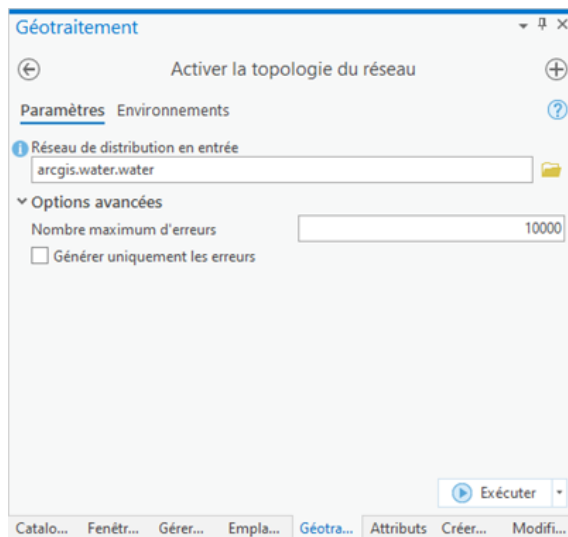 Géotraitement
Activer la topologie du réseau
Paramètres Environnements
Réseau de distribution en entrée
arcgis.water.water
Options avancées
Nombre maximum d'erreurs 10000
Générer uniquement les erreurs
Exécuter
Catalo... Fenêtr... Gérer... Empla... Géotra... Attributs Créer... Modifi...